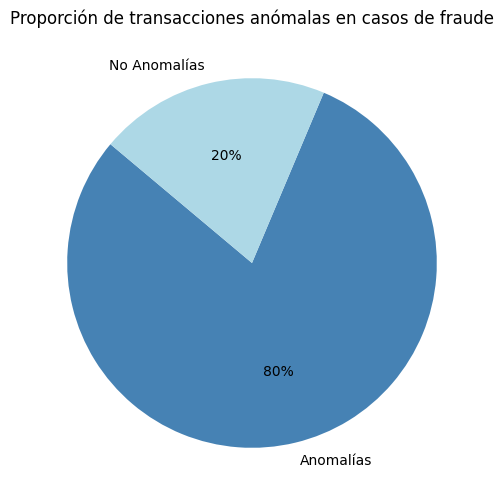 Proporción de transacciones anómalas en casos de fraude
No Anomalías
20%
80%
Anomalías